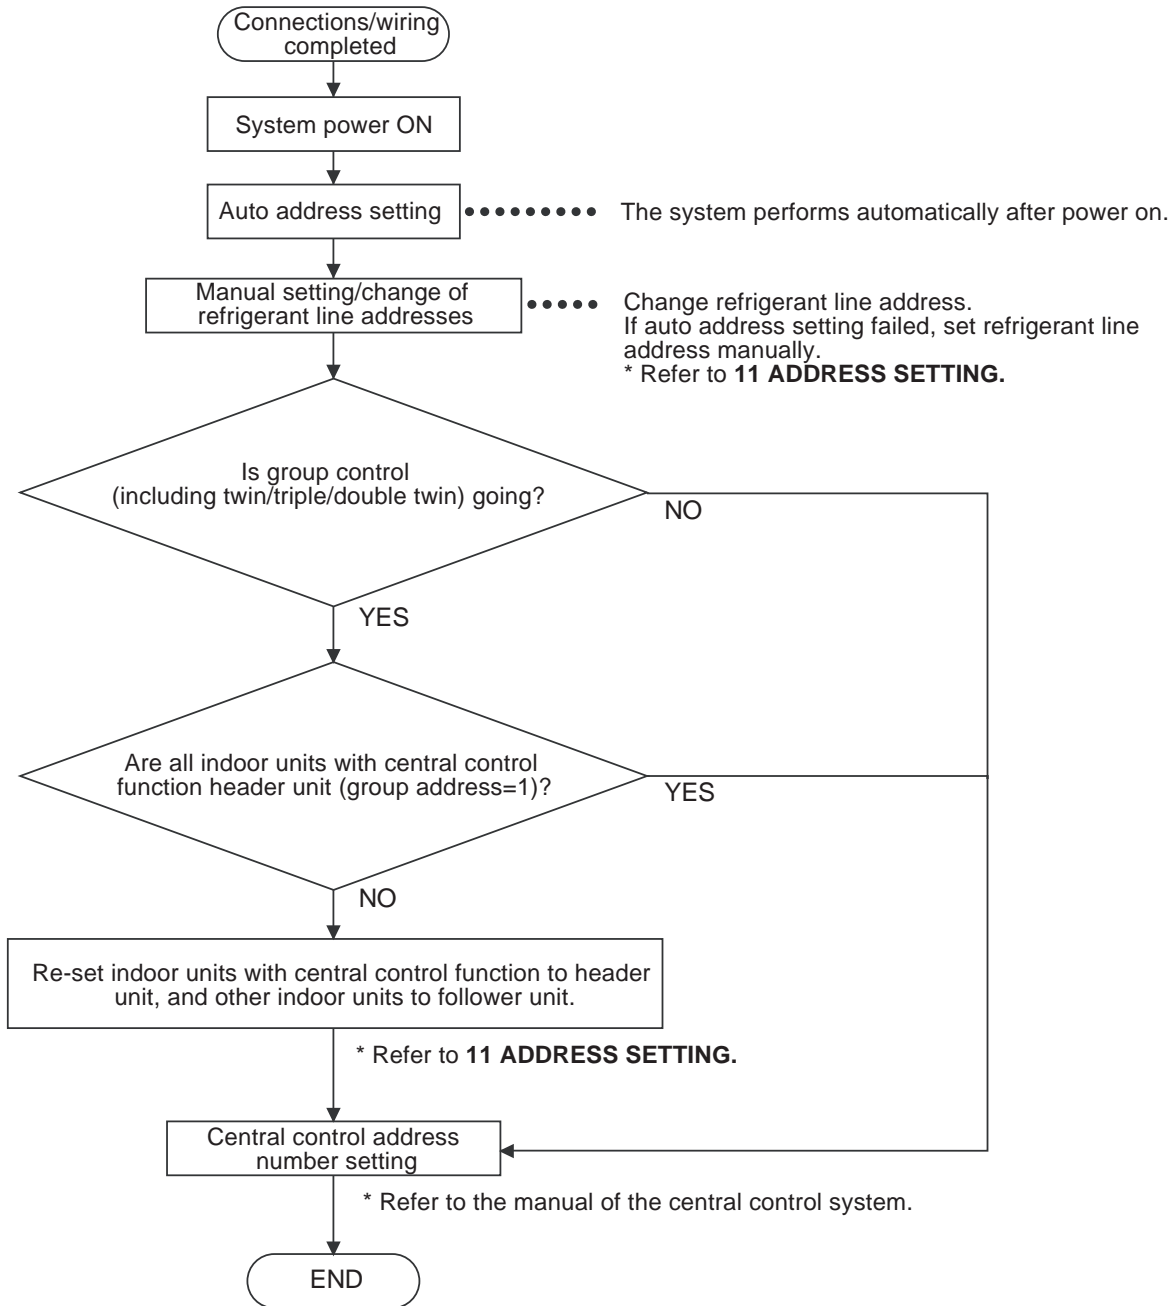 Connections/wiring
completed
System power ON
Auto address setting
The system performs automatically after power on.
Manual setting/change of
refrigerant line addresses
Change refrigerant line address.
If auto address setting failed, set refrigerant line
address manually.
* Refer to 11 ADDRESS SETTING.
Is group control
(including twin/triple/double twin) going?
NO
YES
Are all indoor units with central control
function header unit (group address=1)?
YES
NO
Re-set indoor units with central control function to header
unit, and other indoor units to follower unit.
* Refer to 11 ADDRESS SETTING.
Central control address
number setting
* Refer to the manual of the central control system.
END